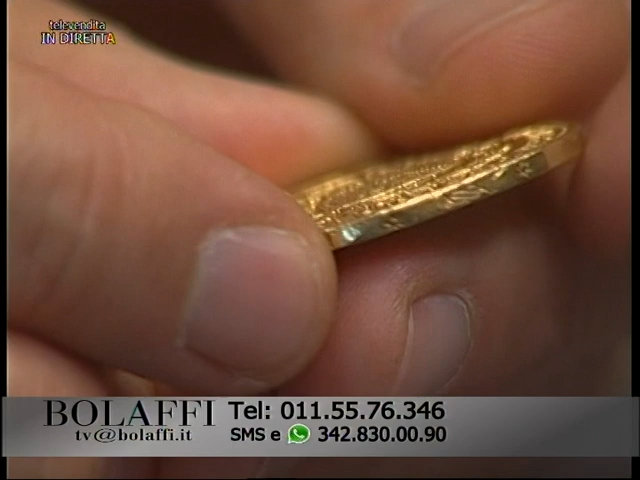 televendita
IN DIRETTA
BOLAFFI
tv@bolaffi.it
Tel: 011.55.76.346
SMS e 342.830.00.90